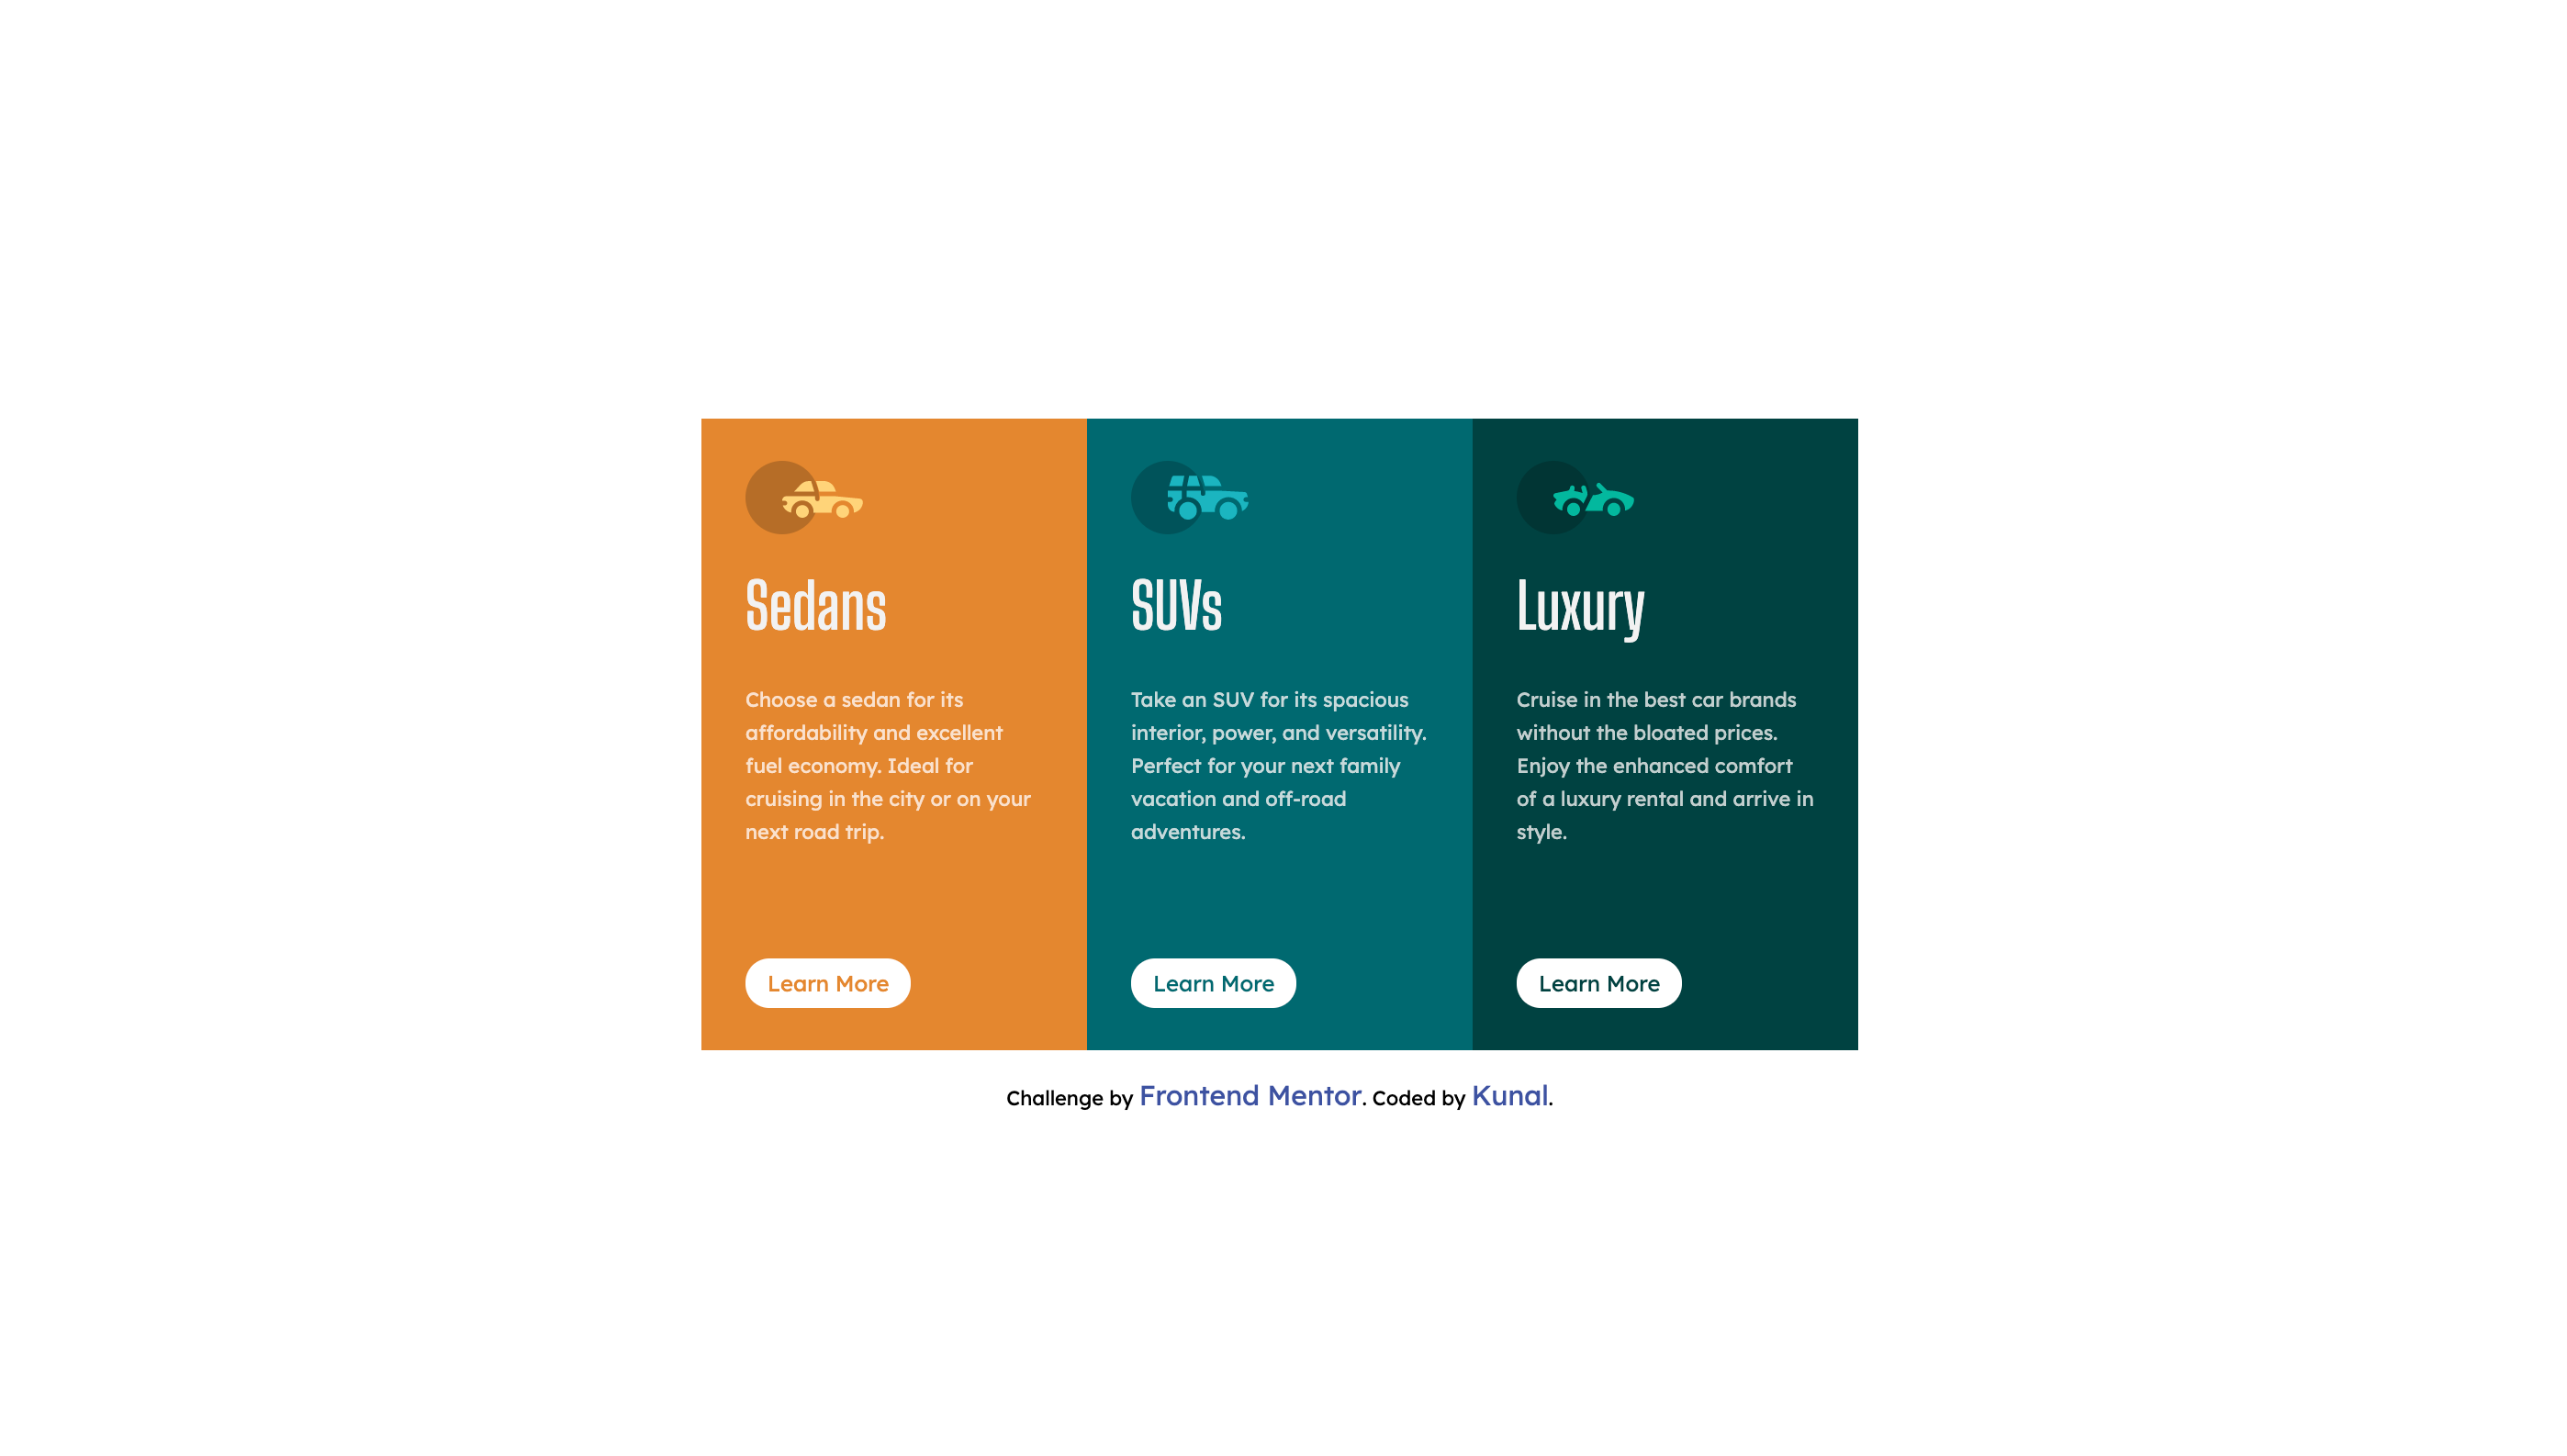 Sedans
Choose a sedan for its
affordability and excellent
fuel economy. Ideal for
cruising in the city or on your
next road trip.
Learn More
SUVs
Take an SUV for its spacious
interior, power, and versatility.
Perfect for your next family
vacation and off-road
adventures.
Learn More
Luxury
Cruise in the best car brands
without the bloated prices.
Enjoy the enhanced comfort
of a luxury rental and arrive in
style.
Learn More
Challenge by Frontend Mentor. Coded by Kunal.